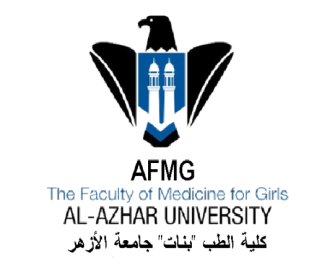 AFMG
The Faculty of Medicine for Girls
AL-AZHAR UNIVERSITY
كلية الطب "بنات" جامعة الأزهر